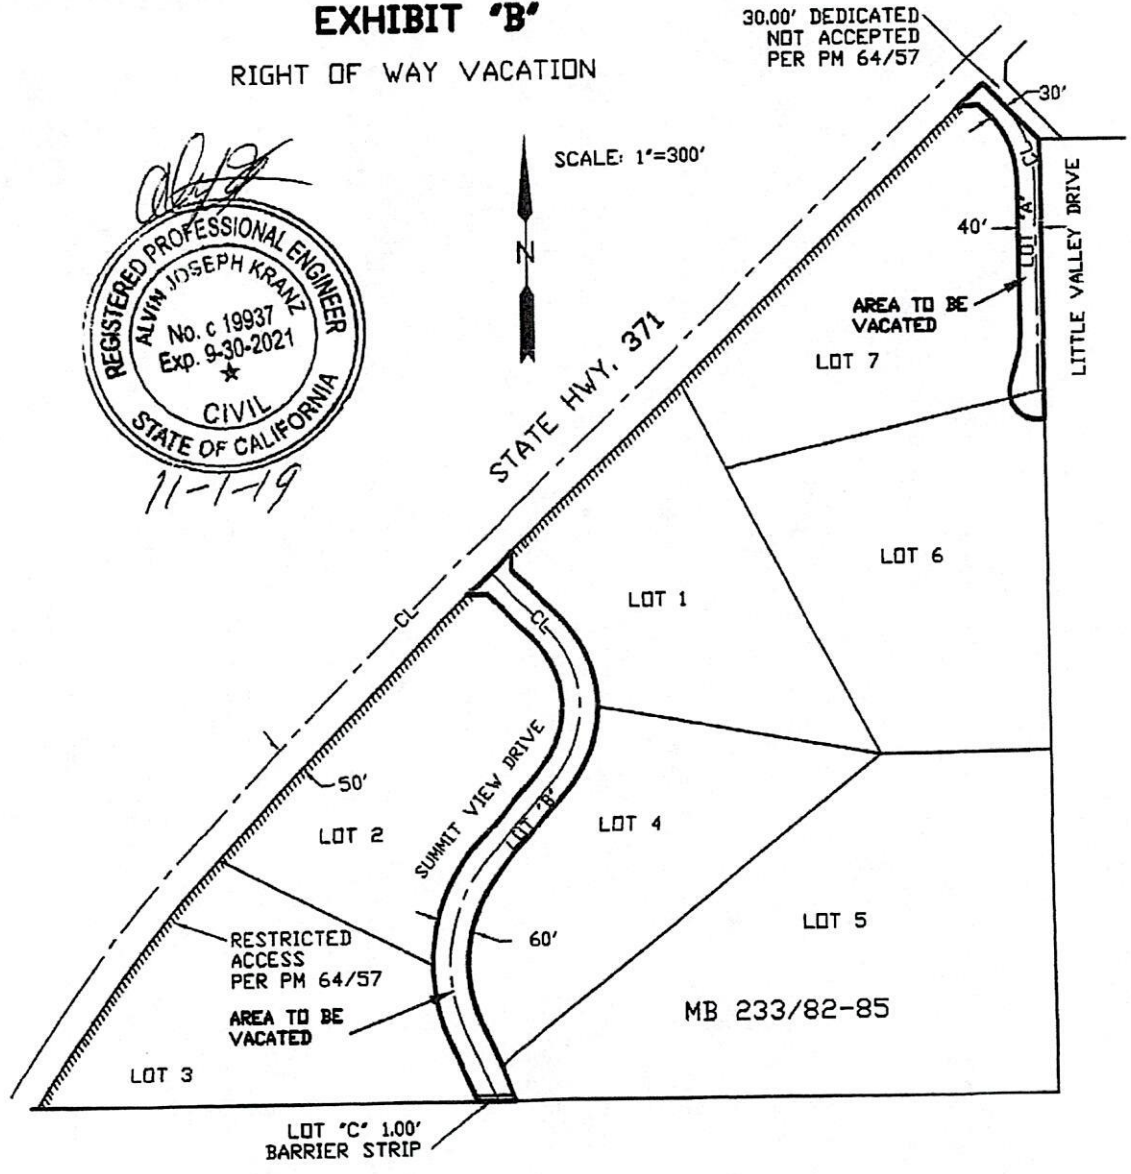 EXHIBIT "B"
RIGHT OF WAY VACATION
30.00' DEDICATED
NOT ACCEPTED
PER PM 64/57
30'
SCALE: 1"=300'
N
REGISTERED PROFESSIONAL ENGINEER
ALVIN JOSEPH KRANZ
No. c 19937
Exp. 9-30-2021
CIVIL
STATE OF CALIFORNIA
11-1-19
STATE HWY. 371
CL
40'
LOT "A"
LITTLE VALLEY DRIVE
AREA TO BE
VACATED
LOT 7
LOT 6
LOT 1
CL
CL
50'
LOT 2
SUMMIT VIEW DRIVE
LOT "B"
LOT 4
LOT 5
60'
RESTRICTED
ACCESS
PER PM 64/57
AREA TO BE
VACATED
MB 233/82-85
LOT 3
LOT "C" 1.00'
BARRIER STRIP